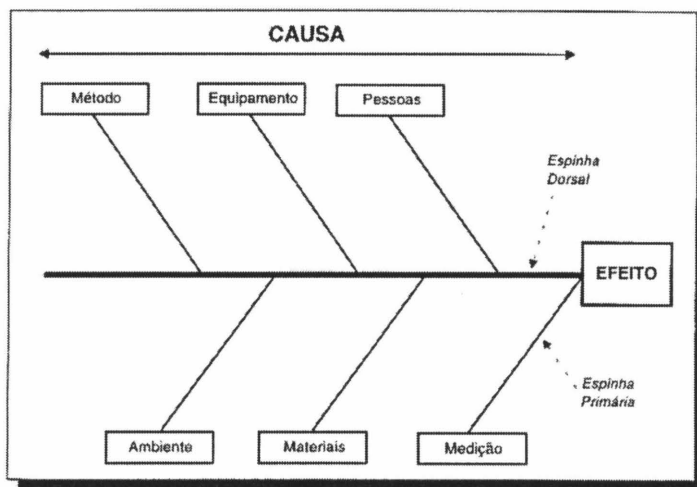 CAUSA
Método
Equipamento
Pessoas
Espinha
Dorsal
EFEITO
Espinha
Primária
Ambiente
Materiais
Medição